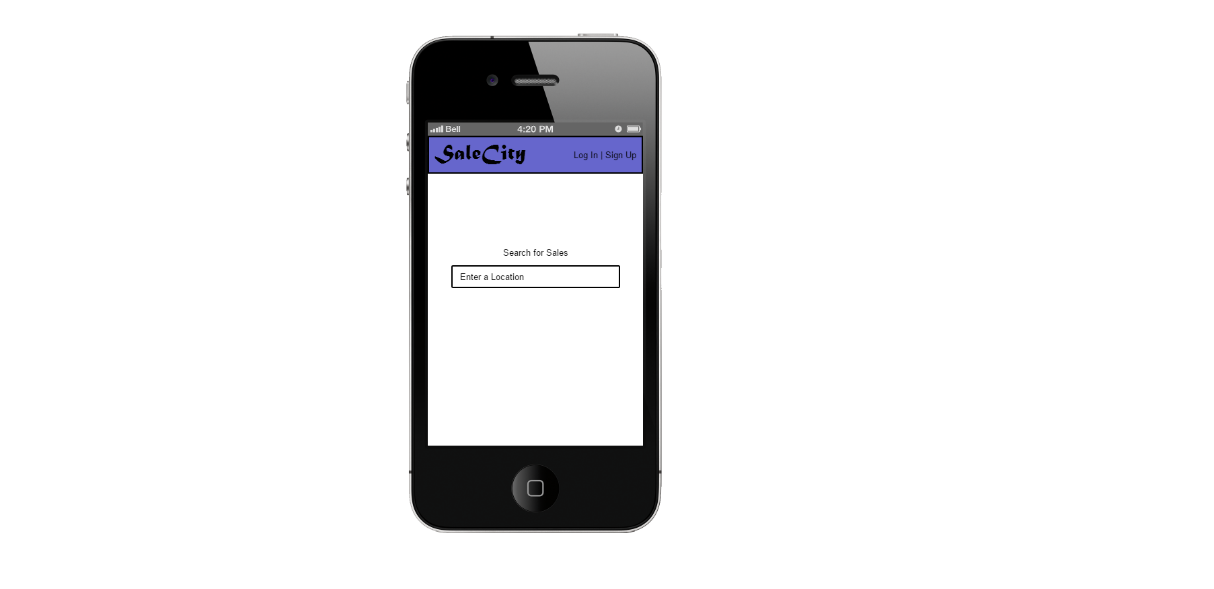 Bell 4:20 PM
SaleCity Log In | Sign Up
Search for Sales
Enter a Location